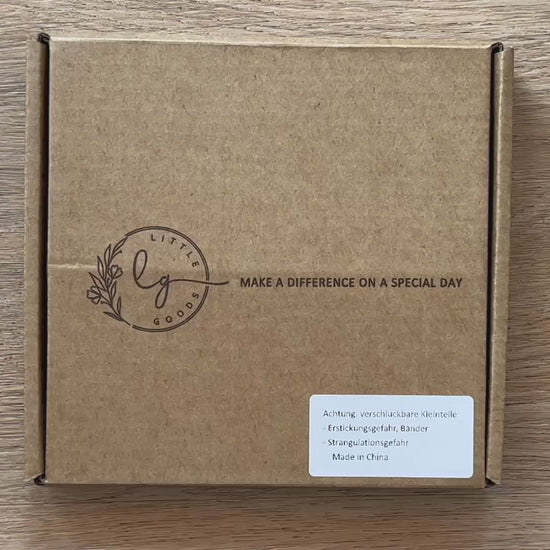 LITTLE
lg
GOODS
MAKE A DIFFERENCE ON A SPECIAL DAY
Achtung: verschluckbare Kleinteile
- Erstickungsgefahr, Bänder
- Strangulationsgefahr
Made in China